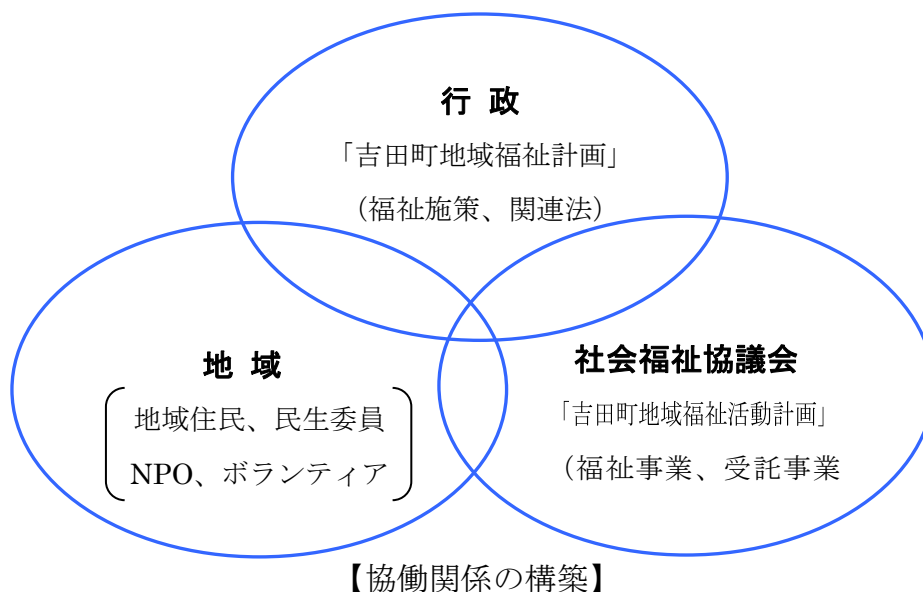 行 政
「吉田町地域福祉計画」
（福祉施策、関連法）
地 域
地域住民、民生委員
NPO、ボランティア
社会福祉協議会
「吉田町地域福祉活動計画」
（福祉事業、受託事業
【協働関係の構築】